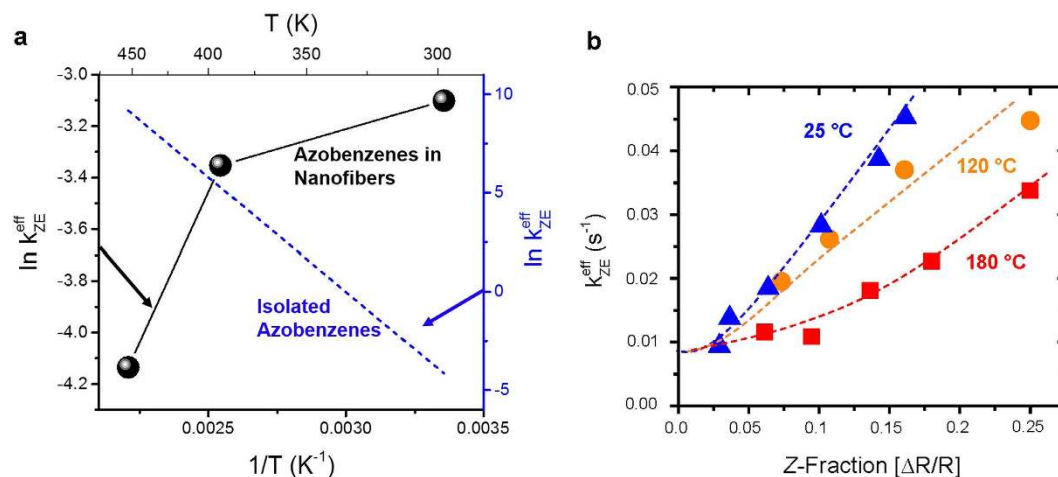 a
T (K)
450 400 350 300
-3.0
-3.2
-3.4
-3.6
-3.8
-4.0
-4.2
ln k_ZE^eff
Azobenzenes in
Nanofibers
Isolated
Azobenzenes
10
5
0
-5
ln k_ZE^eff
0.0025 0.0030 0.0035
1/T (K⁻¹)
b
0.05
0.04
0.03
0.02
0.01
0.00
k_ZE^eff (s⁻¹)
25 °C
120 °C
180 °C
0.0 0.05 0.10 0.15 0.20 0.25
Z-Fraction [ΔR/R]